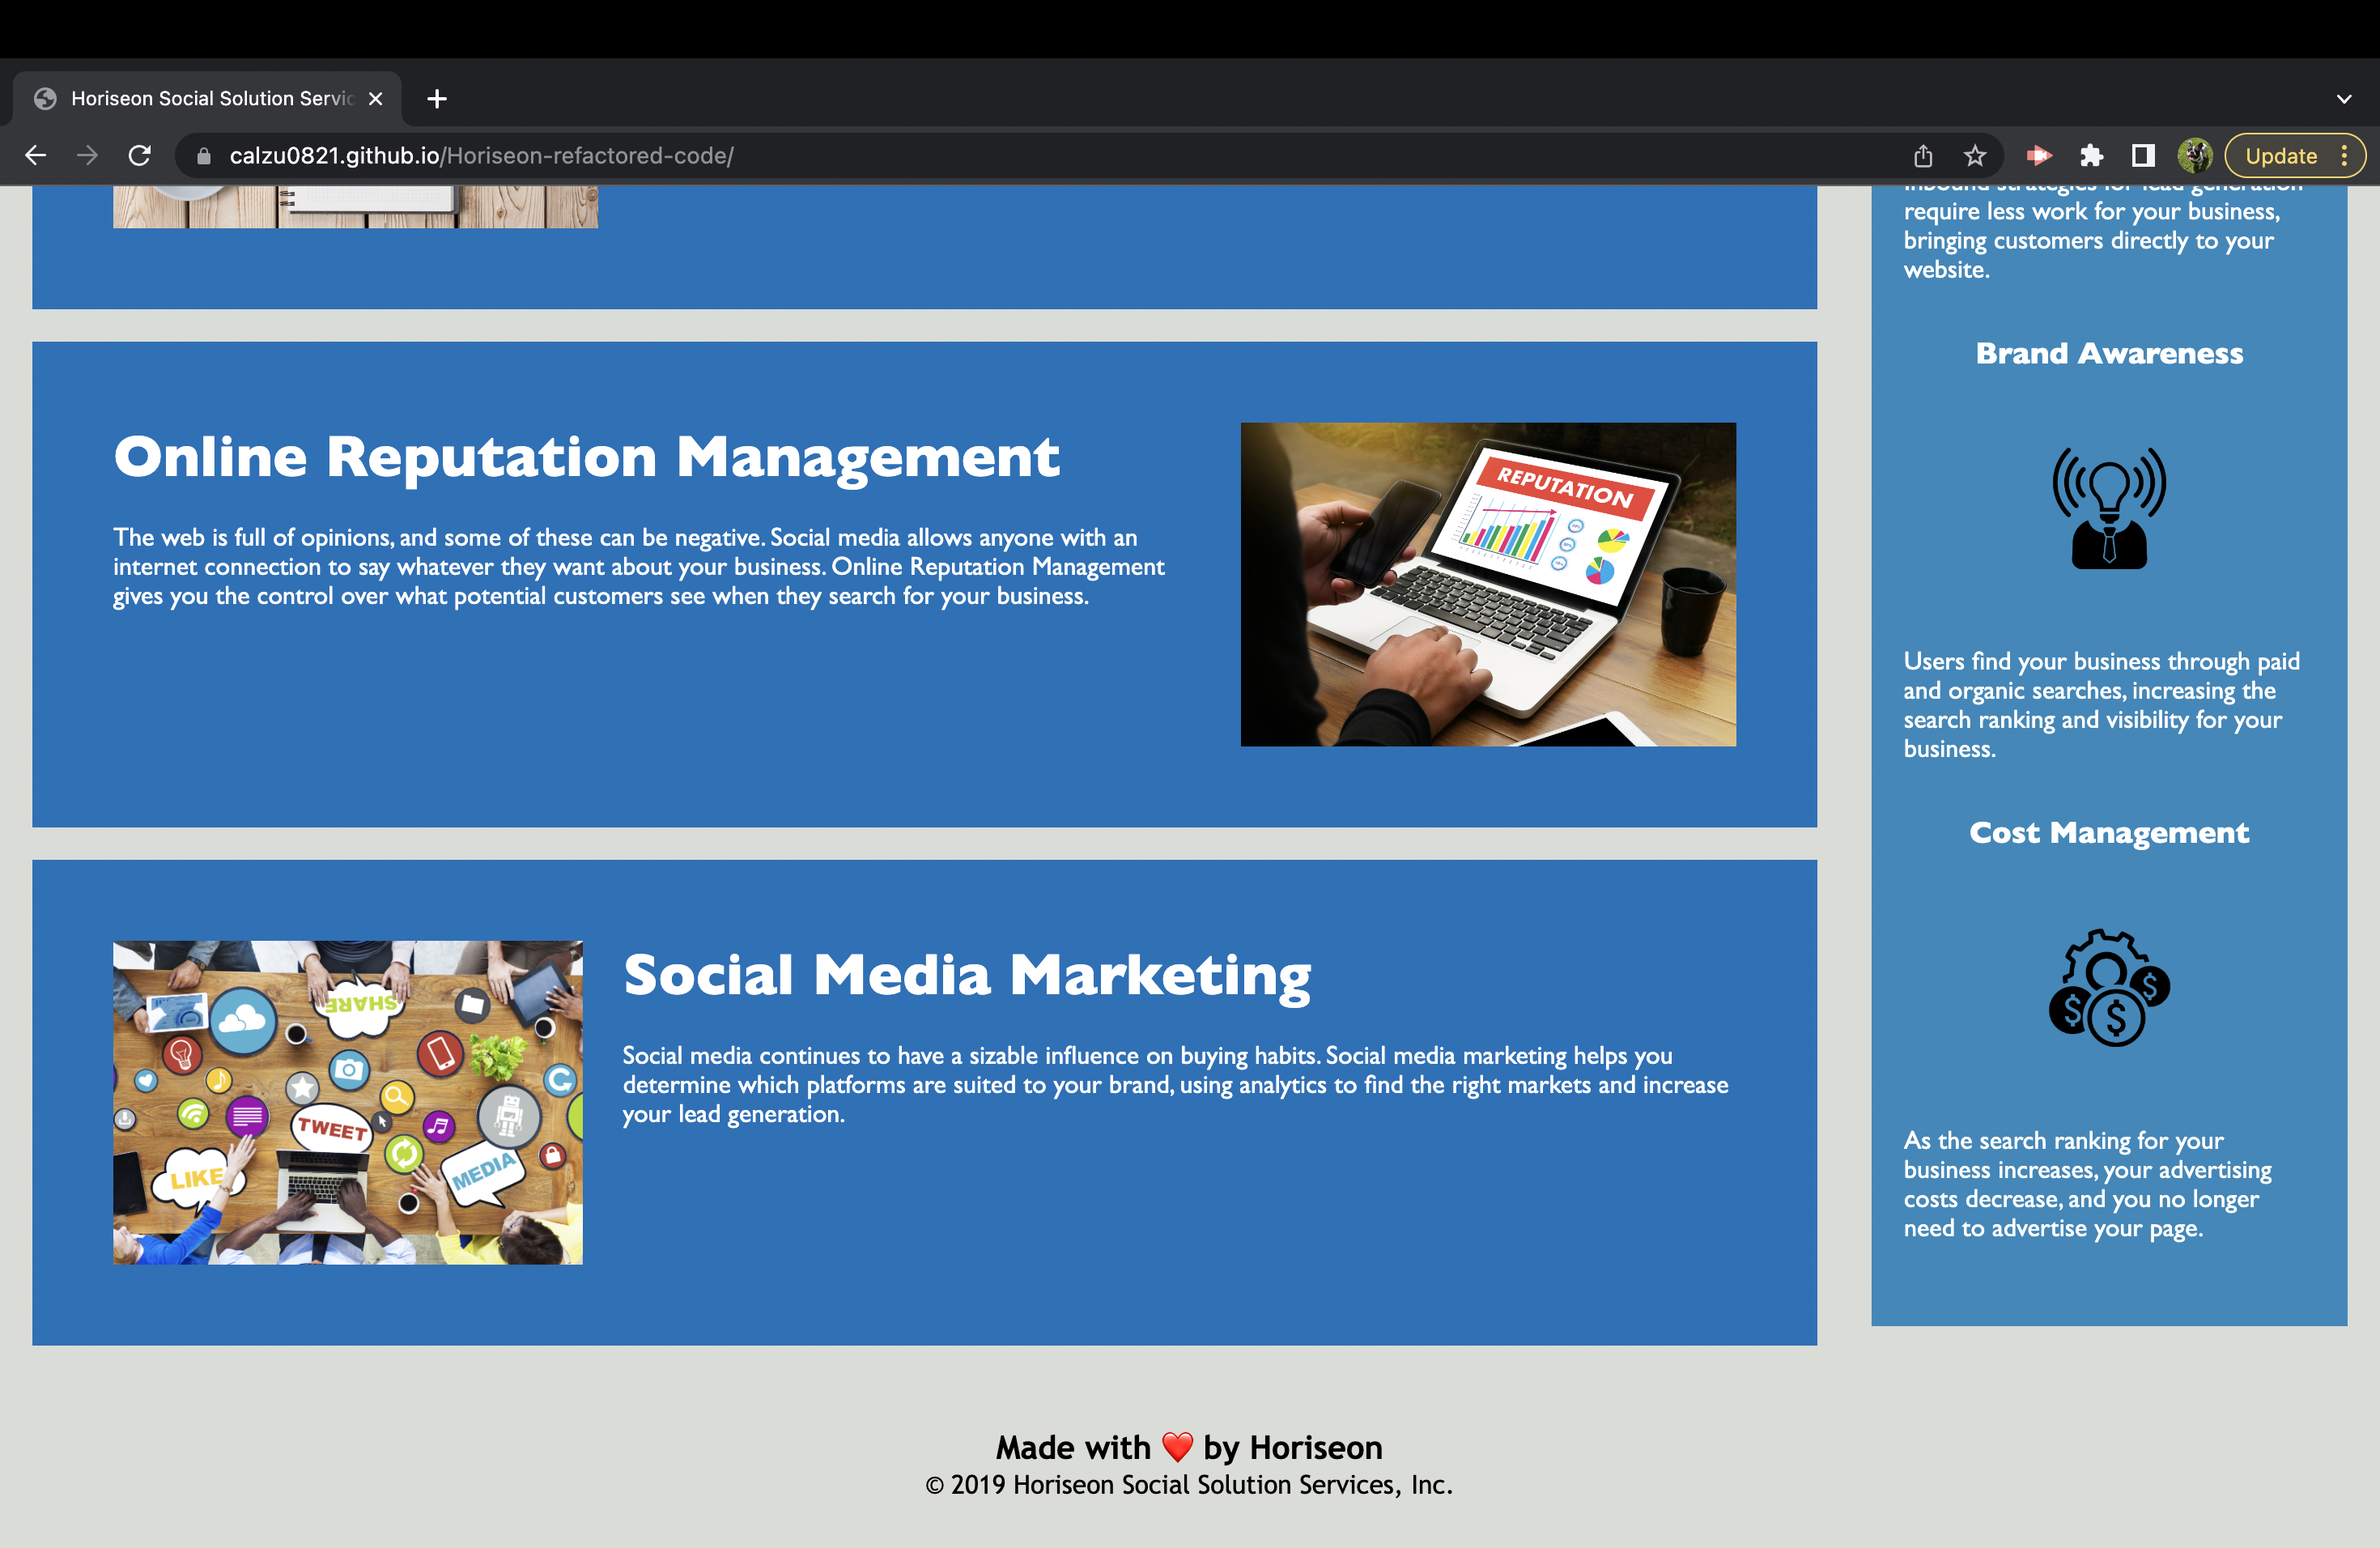 Horiseon Social Solution Servic
calzu0821.github.io/Horiseon-refactored-code/
Update
Online Reputation Management
The web is full of opinions, and some of these can be negative. Social media allows anyone with an
internet connection to say whatever they want about your business. Online Reputation Management
gives you the control over what potential customers see when they search for your business.
REPUTATION
SHARE
TWEET
LIKE
MEDIA
Social Media Marketing
Social media continues to have a sizable influence on buying habits. Social media marketing helps you
determine which platforms are suited to your brand, using analytics to find the right markets and increase
your lead generation.
inbound strategies for lead generation
require less work for your business,
bringing customers directly to your
website.
Brand Awareness
Users find your business through paid
and organic searches, increasing the
search ranking and visibility for your
business.
Cost Management
$ $ $
As the search ranking for your
business increases, your advertising
costs decrease, and you no longer
need to advertise your page.
Made with ❤️ by Horiseon
© 2019 Horiseon Social Solution Services, Inc.